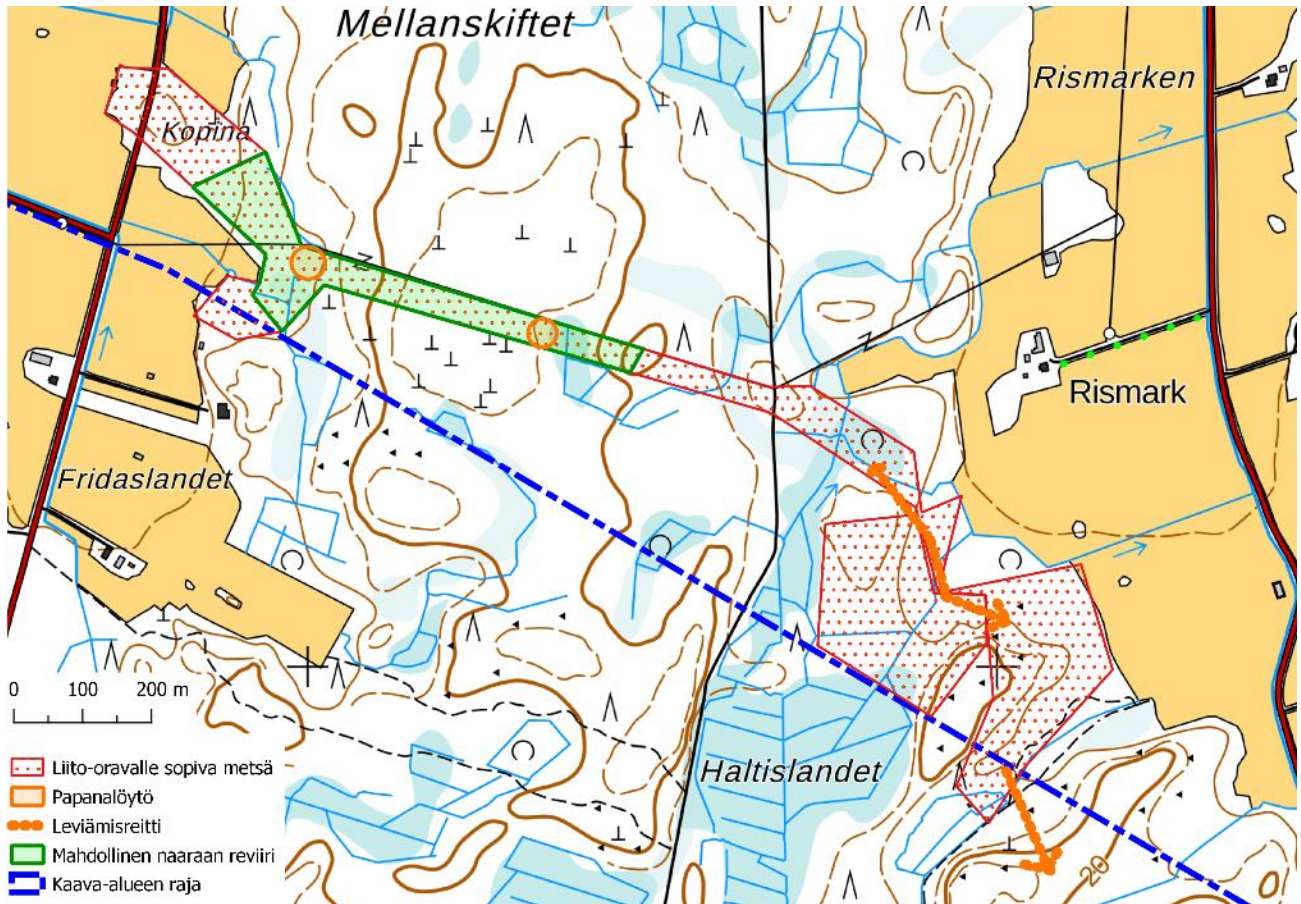 Mellanskiftet
Rismarken
Kopina
Z
Z
Rismark
Fridaslandet
Haltislandet
20
0 100 200 m
Liito-oravalle sopiva metsä
Papanalöytö
Leviämisreitti
Mahdollinen naaraan reviiri
Kaava-alueen raja